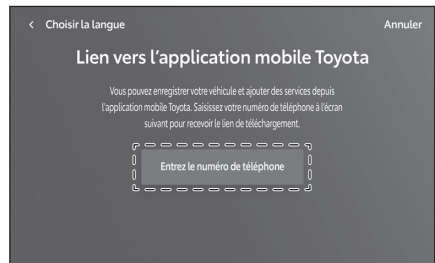 Choisir la langue
Annuler
Lien vers l'application mobile Toyota
Vous pouvez enregistrer votre véhicule et ajouter des services depuis
l'application mobile Toyota. Saisissez votre numéro de téléphone à l'écran
suivant pour recevoir le lien de téléchargement.
Entrez le numéro de téléphone